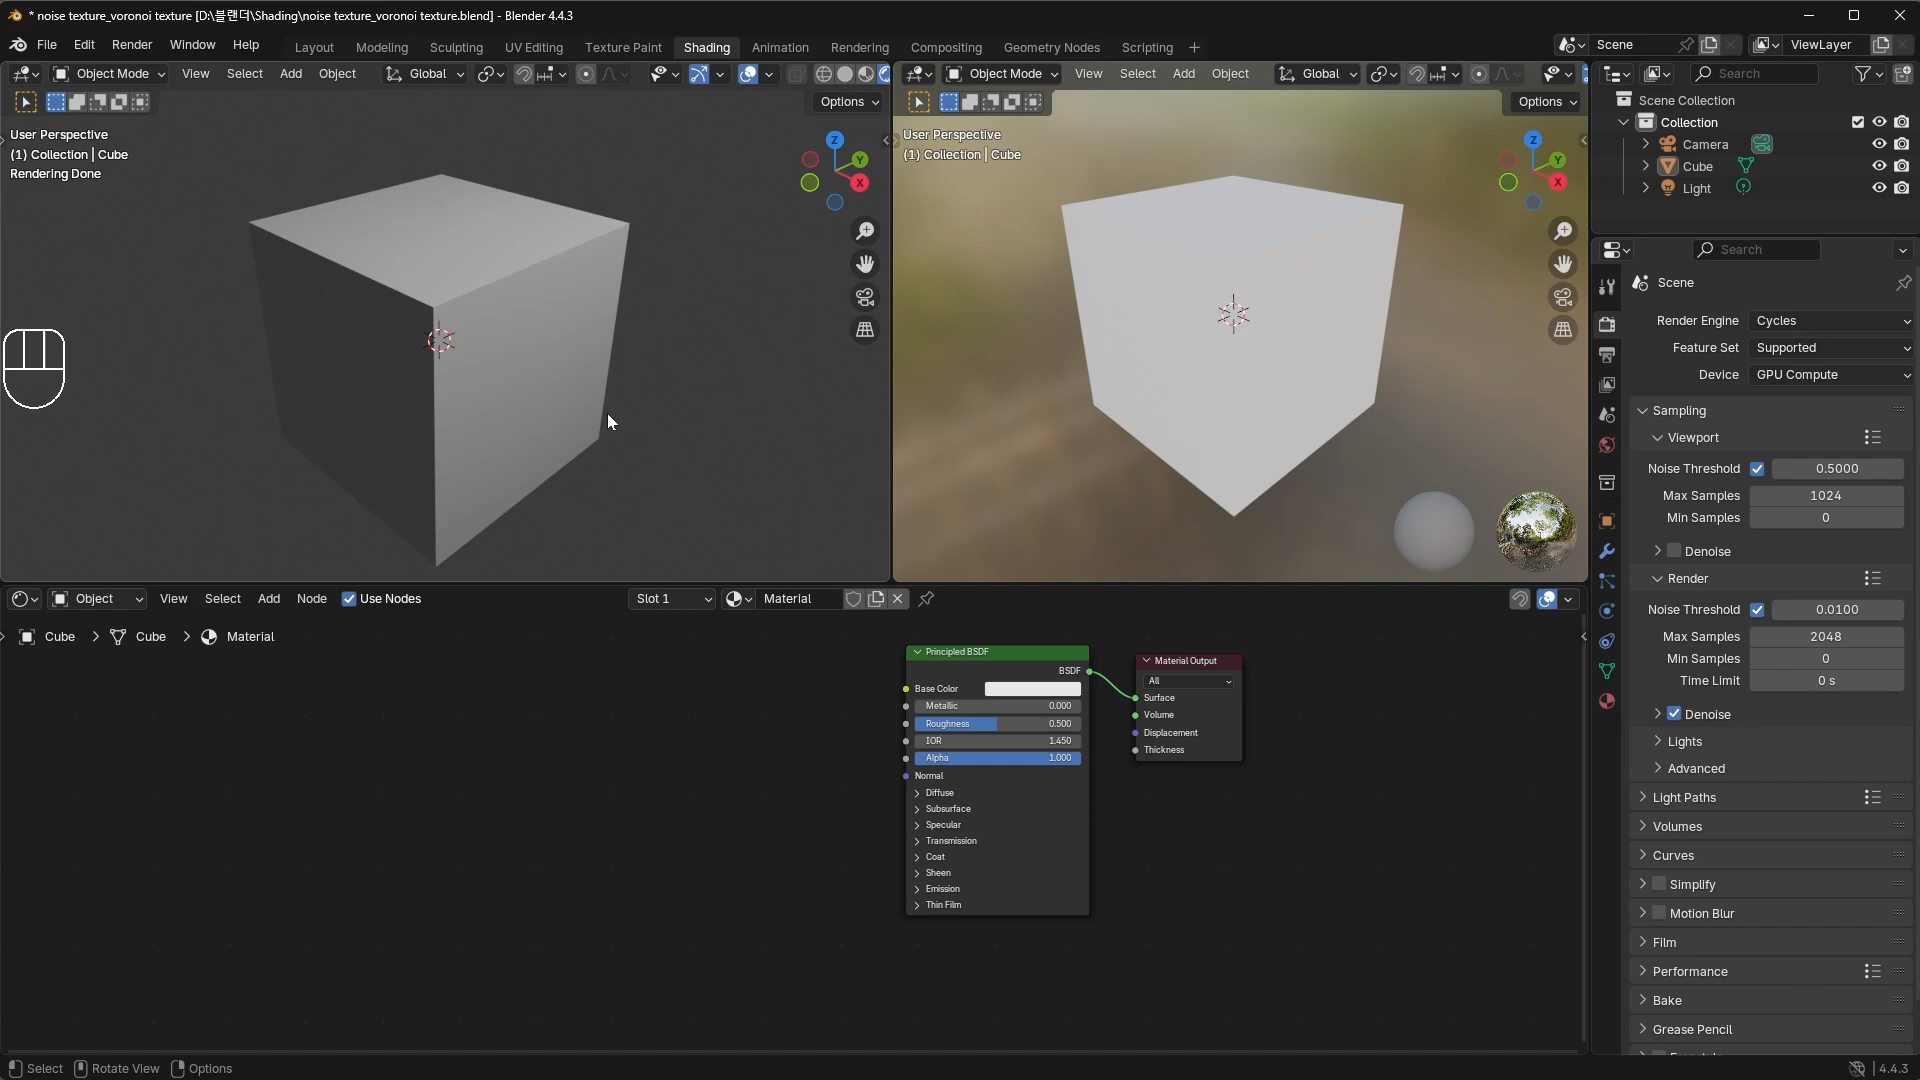 * noise texture_voronoi texture [D:\블랜더\Shading\noise texture_voronoi texture.blend] - Blender 4.4.3
File Edit Render Window Help Layout Modeling Sculpting UV Editing Texture Paint Shading Animation Rendering Compositing Geometry Nodes Scripting + Scene ViewLayer
Object Mode View Select Add Object Global
Object Mode View Select Add Object Global
Search
Options
Options
Scene Collection
Collection
Camera
Cube
Light
User Perspective
(1) Collection | Cube
Rendering Done
Z
Y
X
User Perspective
(1) Collection | Cube
Z
Y
X
Search
Scene
Render Engine Cycles
Feature Set Supported
Device GPU Compute
Sampling
Viewport
Noise Threshold 0.5000
Max Samples 1024
Min Samples 0
Denoise
Render
Noise Threshold 0.0100
Max Samples 2048
Min Samples 0
Time Limit 0 s
Denoise
Lights
Advanced
Light Paths
Volumes
Curves
Simplify
Motion Blur
Film
Performance
Bake
Grease Pencil
Object View Select Add Node Use Nodes Slot 1 Material
Cube Cube Material
Principled BSDF
BSDF
Base Color
Metallic 0.000
Roughness 0.500
IOR 1.450
Alpha 1.000
Normal
Diffuse
Subsurface
Specular
Transmission
Coat
Sheen
Emission
Thin Film
Material Output
All
Surface
Volume
Displacement
Thickness
Select Rotate View Options
4.4.3